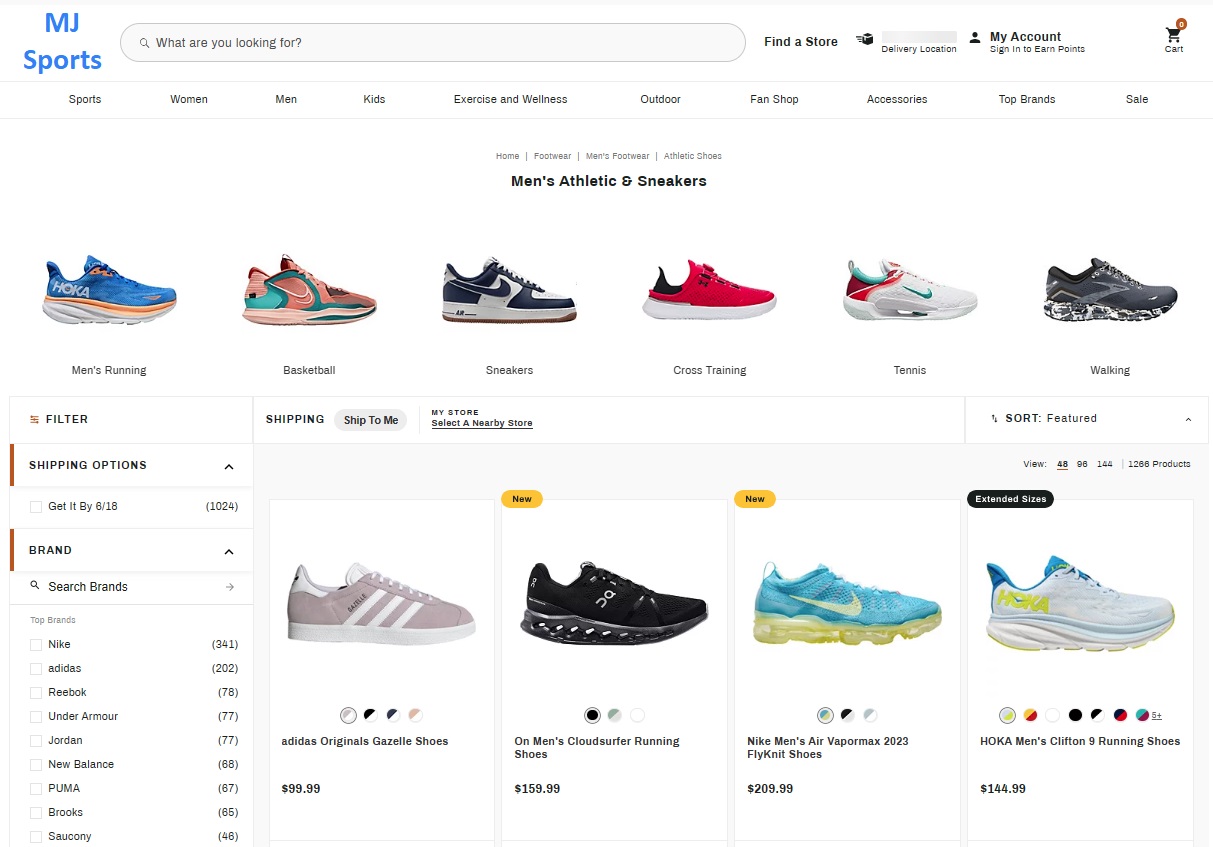 MJ
Sports
What are you looking for?
Find a Store
Delivery Location
My Account
Sign In to Earn Points
0
Cart
Sports
Women
Men
Kids
Exercise and Wellness
Outdoor
Fan Shop
Accessories
Top Brands
Sale
Home | Footwear | Men's Footwear | Athletic Shoes
Men's Athletic & Sneakers
HOKA
AIR
Men's Running
Basketball
Sneakers
Cross Training
Tennis
Walking
FILTER
SHIPPING Ship To Me
MY STORE
Select A Nearby Store
SORT: Featured
View: 48 96 144 | 1266 Products
SHIPPING OPTIONS
Get It By 6/18 (1024)
BRAND
Search Brands
Top Brands
Nike (341)
adidas (202)
Reebok (78)
Under Armour (77)
Jordan (77)
New Balance (68)
PUMA (67)
Brooks (65)
Saucony (46)
GAZELLE
adidas Originals Gazelle Shoes
$99.99
New
On Men's Cloudsurfer Running
Shoes
$159.99
New
Nike Men's Air Vapormax 2023
FlyKnit Shoes
$209.99
Extended Sizes
HOKA
5+
HOKA Men's Clifton 9 Running Shoes
$144.99